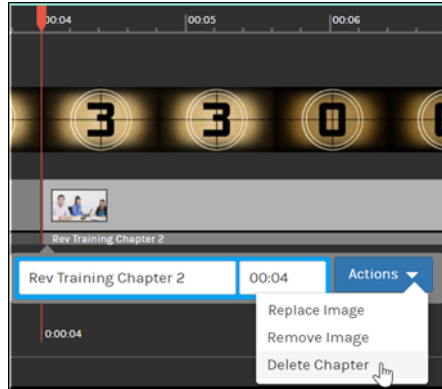 00:04 00:05 00:06
3 3 0
Rev Training Chapter 2
Rev Training Chapter 2 00:04 Actions
Replace Image
0:00:04
Remove Image
Delete Chapter